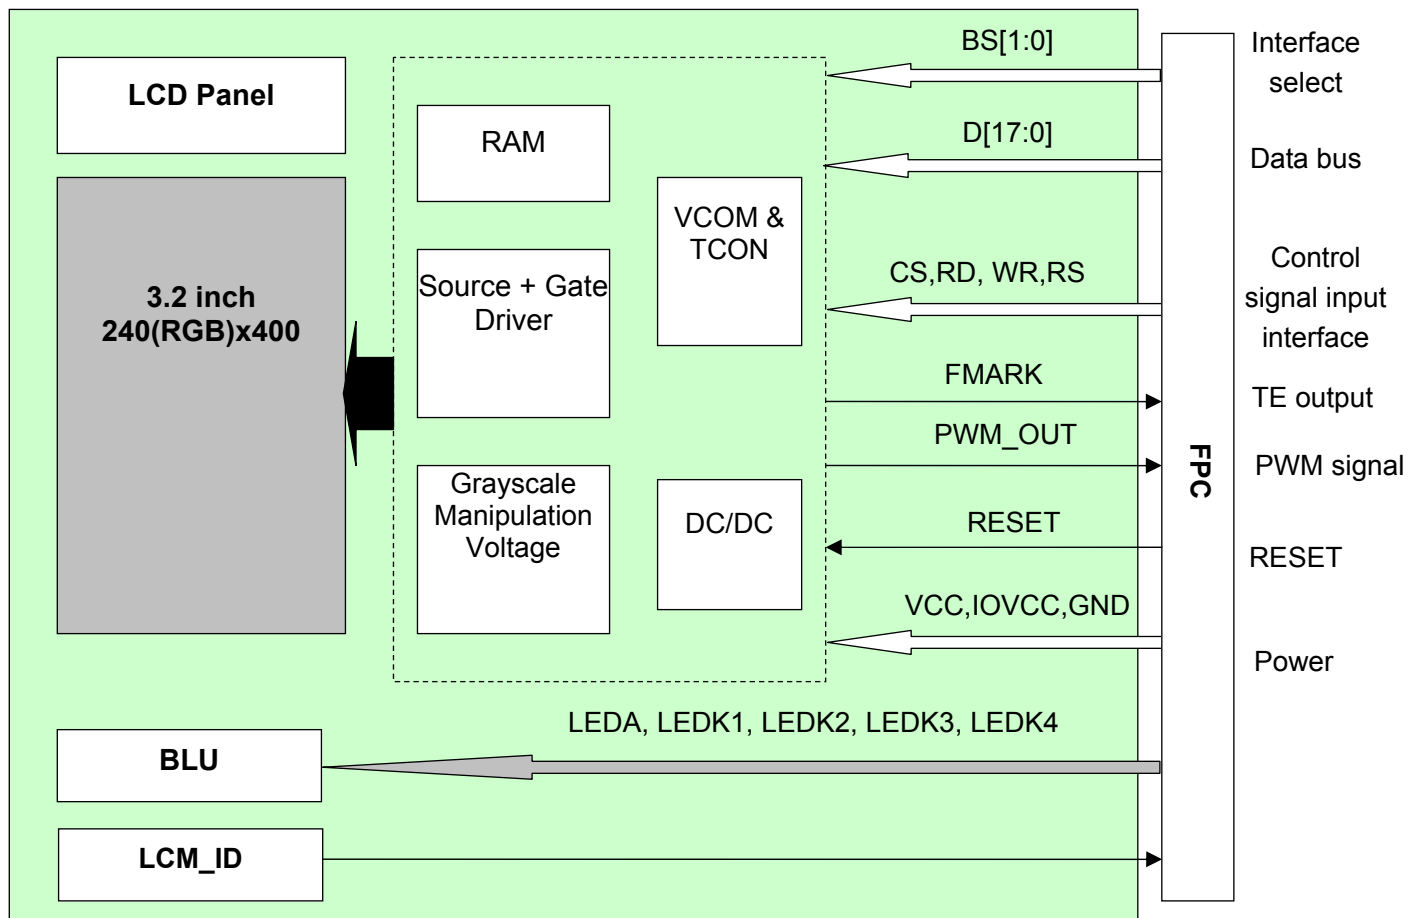 BS[1:0]
Interface
select
LCD Panel
RAM
D[17:0]
Data bus
VCOM &
TCON
CS,RD, WR,RS
Control
signal input
interface
3.2 inch
240(RGB)x400
Source + Gate
Driver
FMARK
TE output
PWM_OUT
PWM signal
FPC
Grayscale
Manipulation
Voltage
DC/DC
RESET
RESET
VCC,IOVCC,GND
Power
LEDA, LEDK1, LEDK2, LEDK3, LEDK4
BLU
LCM_ID